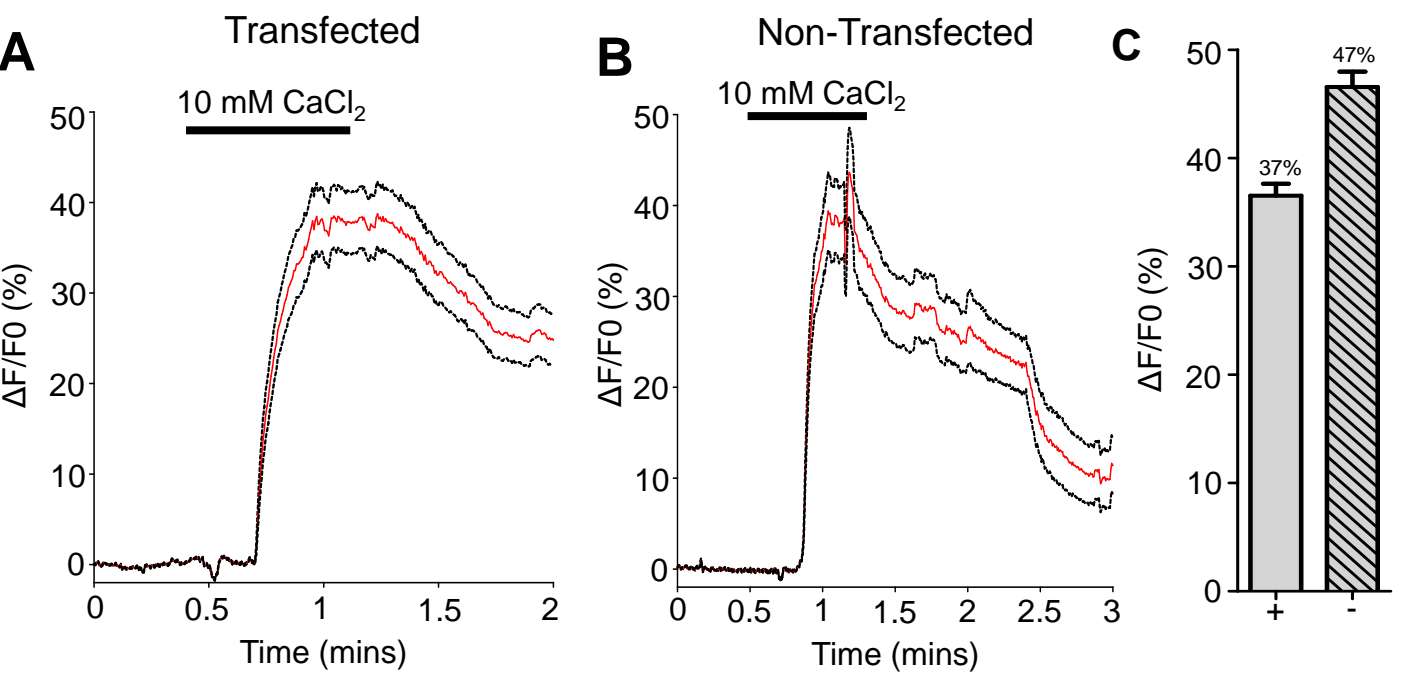 A
Transfected
10 mM CaCl₂
50
40
30
20
10
0
ΔF/F0 (%)
0 0.5 1 1.5 2
Time (mins)
B
Non-Transfected
10 mM CaCl₂
50
40
30
20
10
0
ΔF/F0 (%)
0 0.5 1 1.5 2 2.5 3
Time (mins)
C
50
40
30
20
10
0
ΔF/F0 (%)
37%
47%
+ -